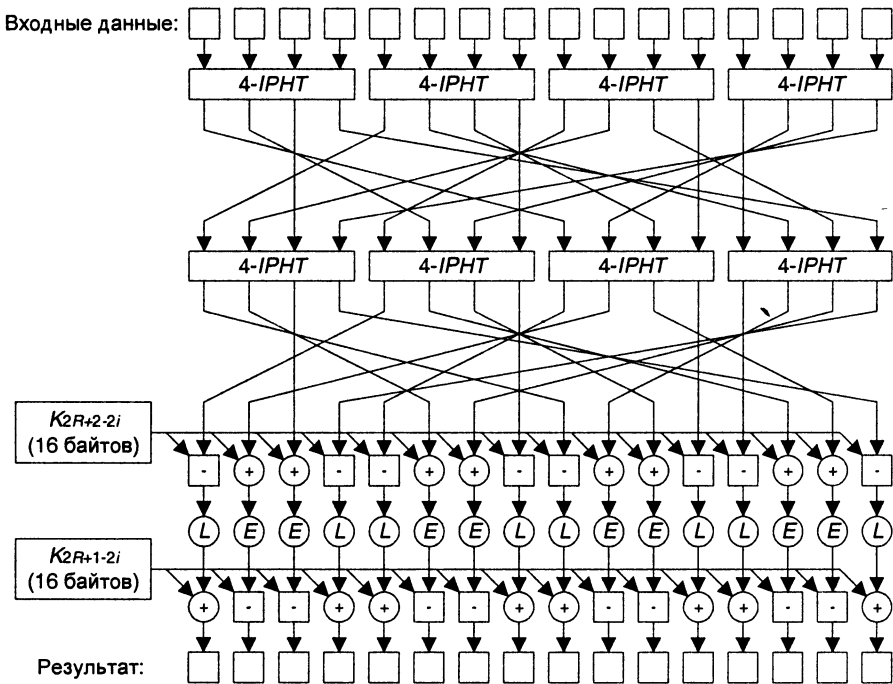 Входные данные:
4-IPHT 4-IPHT 4-IPHT 4-IPHT
4-IPHT 4-IPHT 4-IPHT 4-IPHT
K2R+2-2i
(16 байтов)
- + + - - + + - - + + - - + + -
L E E L L E E L L E E L L E E L
K2R+1-2i
(16 байтов)
+ - - + + - - + + - - + + - - +
Результат: